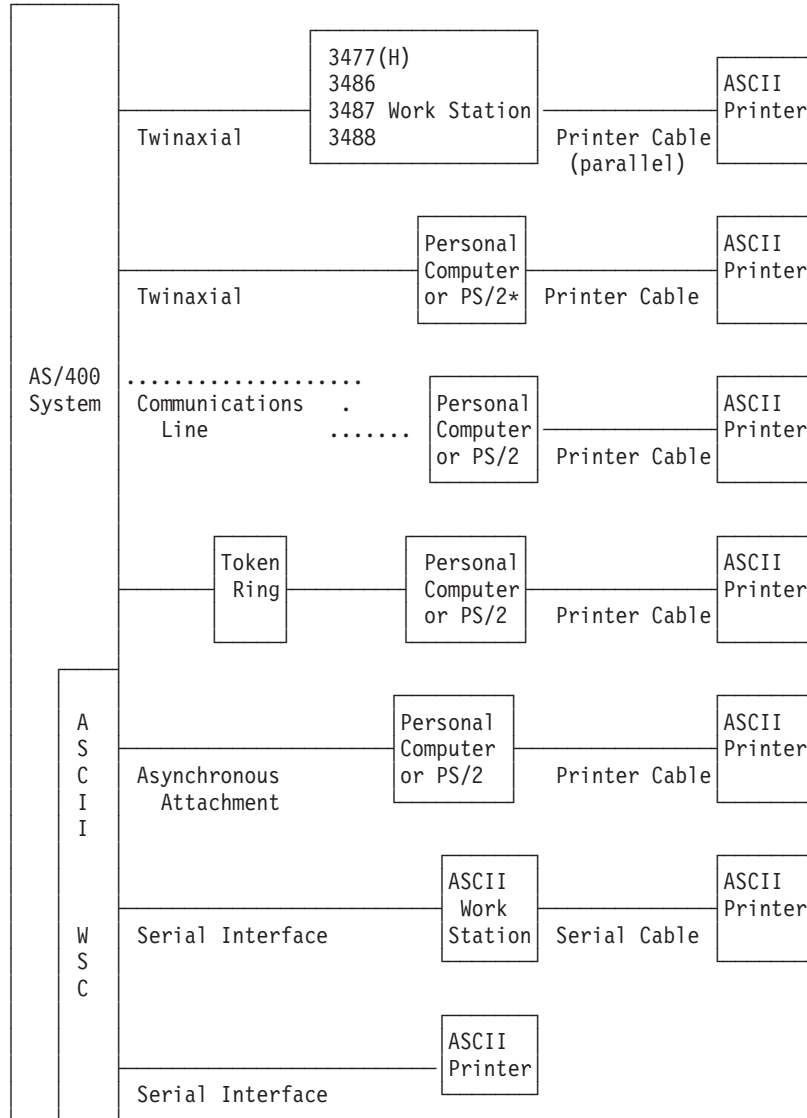 3477(H)
3486
3487 Work Station
3488
ASCII
Printer
Twinaxial
Printer Cable
(parallel)
Personal
Computer
or PS/2*
ASCII
Printer
Twinaxial
Printer Cable
AS/400
System
Communications
Line
Personal
Computer
or PS/2
ASCII
Printer
Printer Cable
Token
Ring
Personal
Computer
or PS/2
ASCII
Printer
Printer Cable
A
S
C
I
I
W
S
C
Personal
Computer
or PS/2
ASCII
Printer
Asynchronous
Attachment
Printer Cable
ASCII
Work
Station
ASCII
Printer
Serial Interface
Serial Cable
ASCII
Printer
Serial Interface